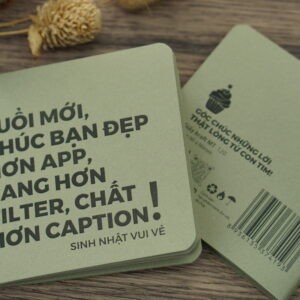 UỔI MỚI,
HÚC BẠN ĐẸP
ƠN APP,
ANG HƠN
ILTER, CHẤT
ƠN CAPTION!
SINH NHẬT VUI VẺ
GÓC CHÚC NHỮNG LỜI
THẬT LÒNG TỪ CON TIM!